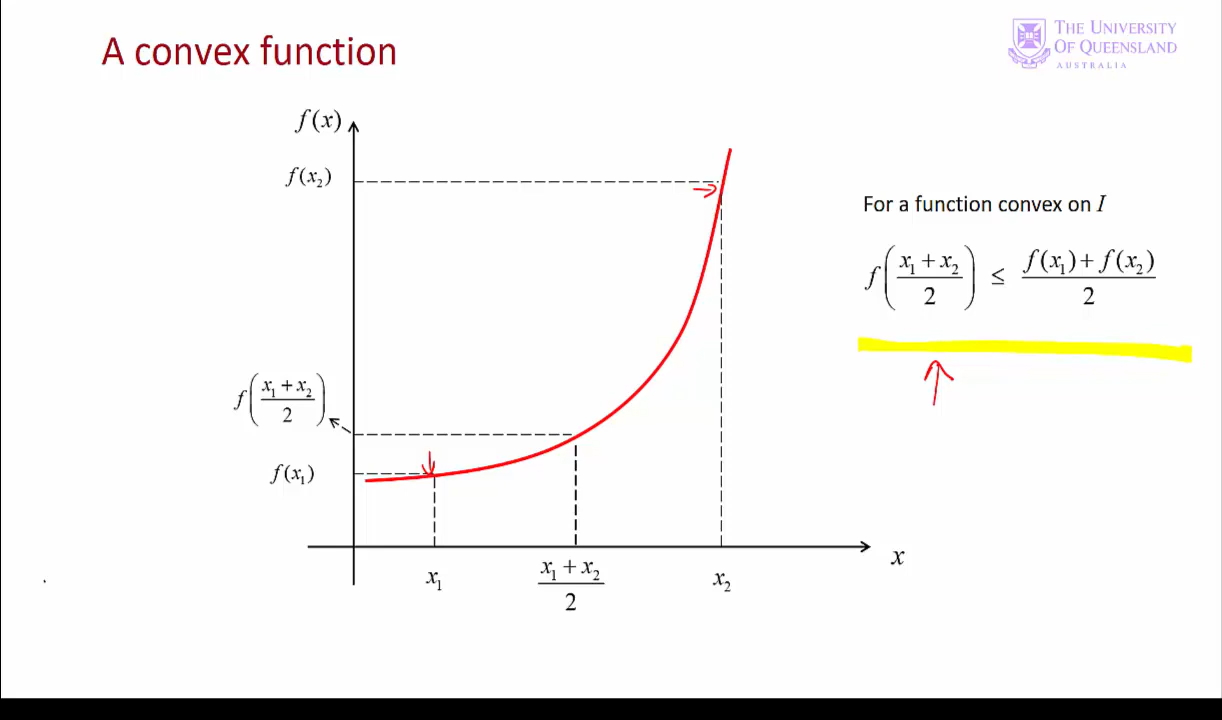 A convex function
THE UNIVERSITY
OF QUEENSLAND
AUSTRALIA
f(x)
f(x₂)
For a function convex on I
f((x₁ + x₂)/2) ≤ (f(x₁) + f(x₂))/2
f((x₁ + x₂)/2)
f(x₁)
x
x₁
(x₁ + x₂)/2
x₂